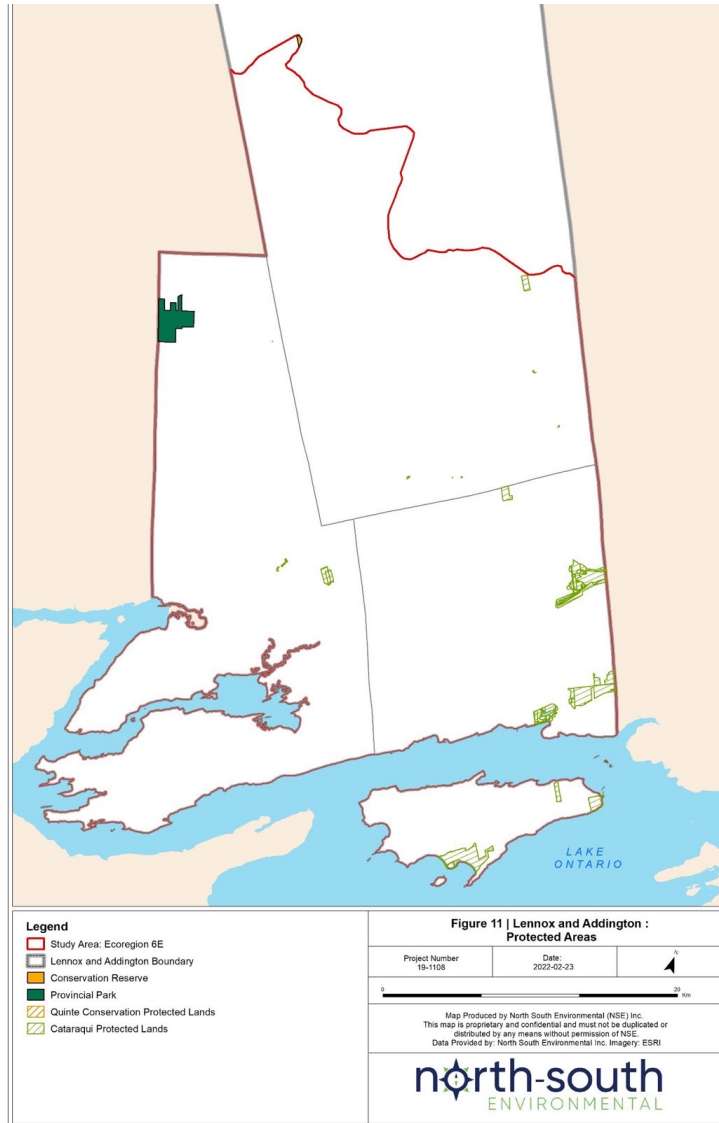 LAKE
ONTARIO
Legend
Study Area: Ecoregion 6E
Lennox and Addington Boundary
Conservation Reserve
Provincial Park
Quinte Conservation Protected Lands
Cataraqui Protected Lands
Figure 11 | Lennox and Addington :
Protected Areas
Project Number
19-1108
Date:
2022-02-23
N
0 20
Km
Map Produced by North South Environmental (NSE) Inc.
This map is proprietary and confidential and must not be duplicated or
distributed by any means without permission of NSE.
Data Provided by: North South Environmental Inc. Imagery: ESRI
north-south
ENVIRONMENTAL